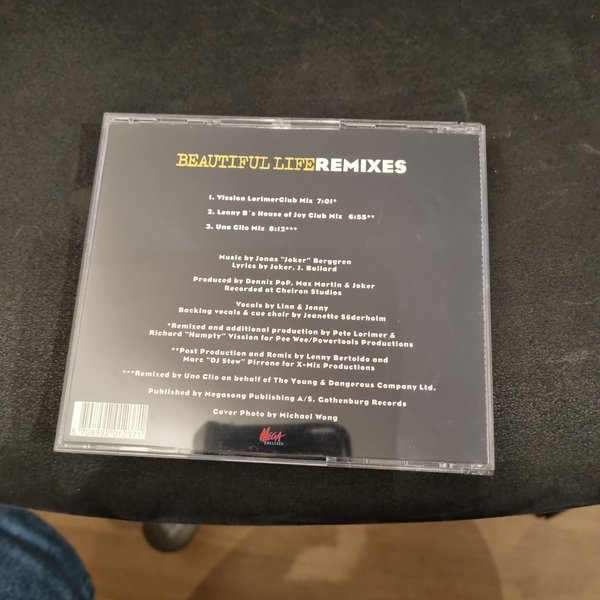 BEAUTIFUL LIFE REMIXES
1. Vission LorimerClub Mix 7:01*
2. Lenny B's House of Joy Club Mix 6:55**
3. Uno Clio Mix 8:12***
Music by Jonas "Joker" Berggren
Lyrics by Joker, J. Ballard
Produced by Denniz PoP, Max Martin & Joker
Recorded at Cheiron Studios
Vocals by Linn & Jenny
Backing vocals & cue choir by Jeanette Söderholm
*Remixed and additional production by Pete Lorimer &
Richard "Humpty" Vission for Pee Wee/Powertools Productions
**Post Production and Remix by Lenny Bertoldo and
Marc "DJ Stew" Pirrone for X-Mix Productions
***Remixed by Uno Clio on behalf of The Young & Dangerous Company Ltd.
Published by Megasong Publishing A/S, Gothenburg Records
Cover Photo by Michael Wong
5 708992 012371
MEGA
RECORDS